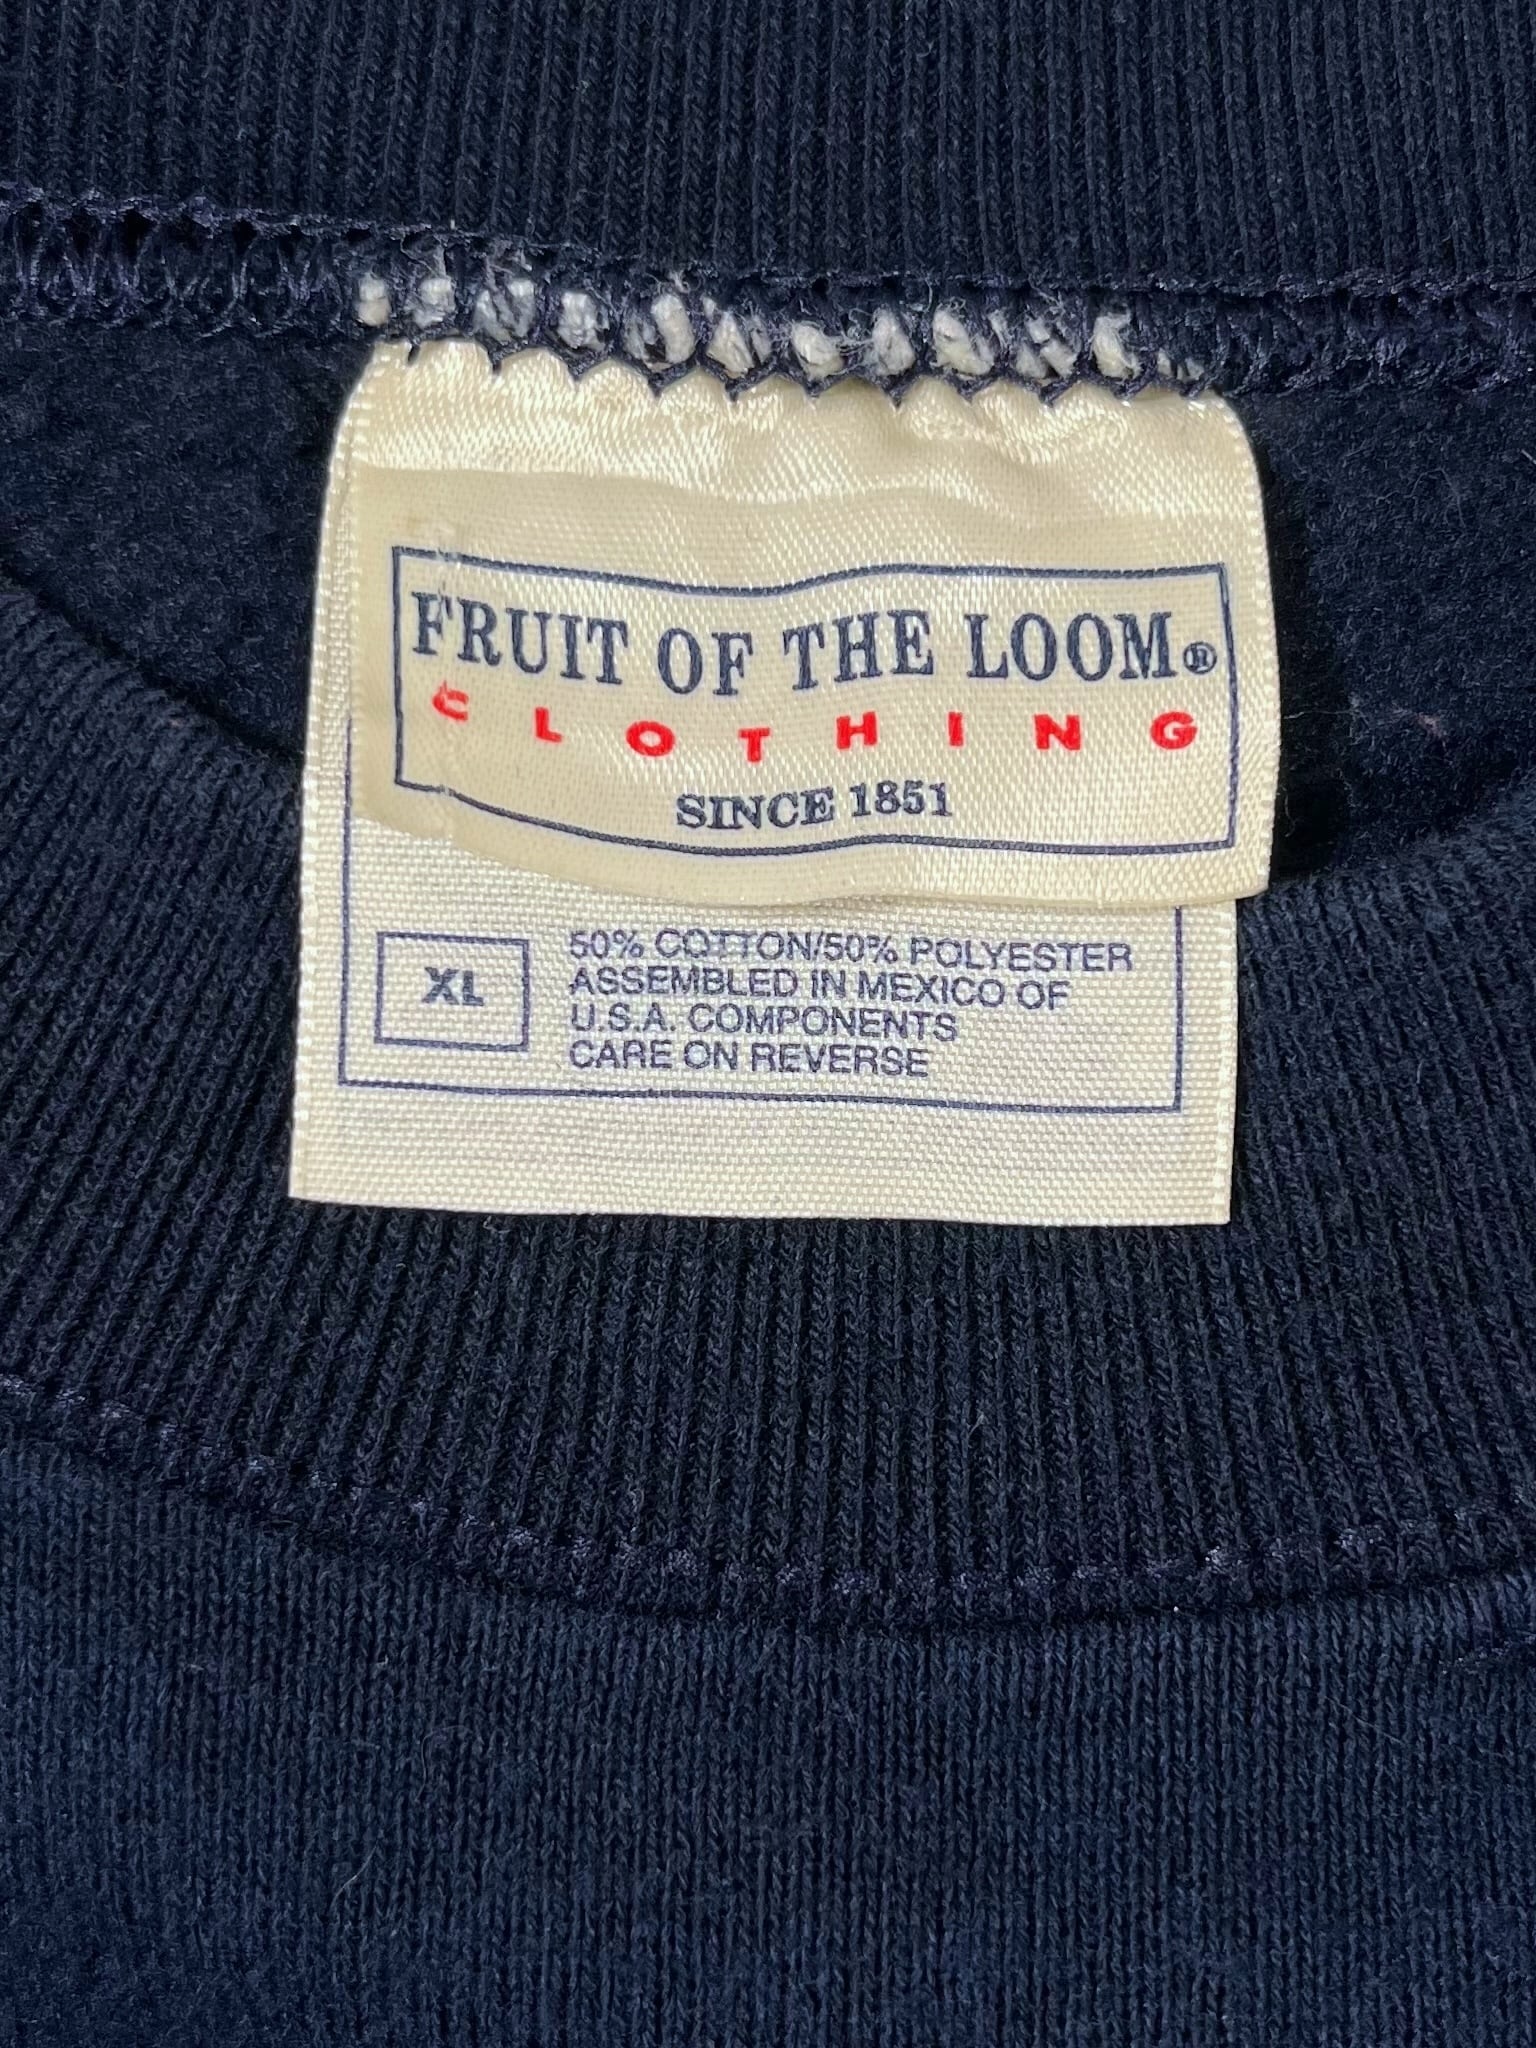 FRUIT OF THE LOOM®
CLOTHING
SINCE 1851
XL
50% COTTON/50% POLYESTER
ASSEMBLED IN MEXICO OF
U.S.A. COMPONENTS
CARE ON REVERSE